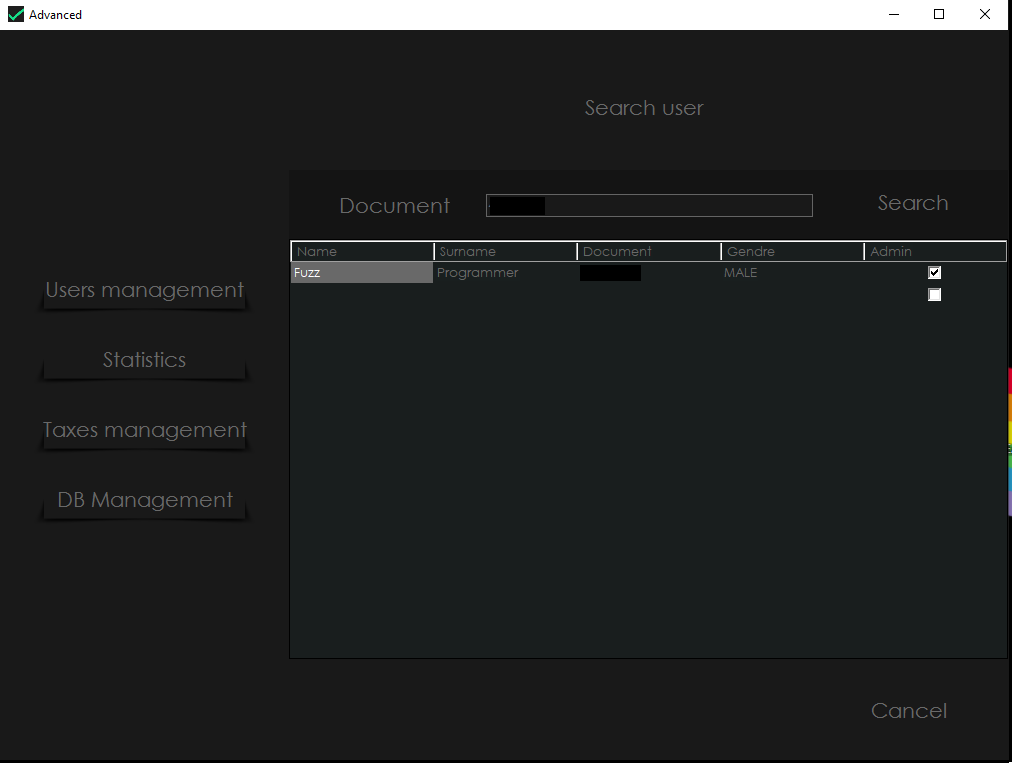 Advanced
Search user
Document
Search
Name Surname Document Gendre Admin
Fuzz Programmer MALE
Users management
Statistics
Taxes management
DB Management
Cancel